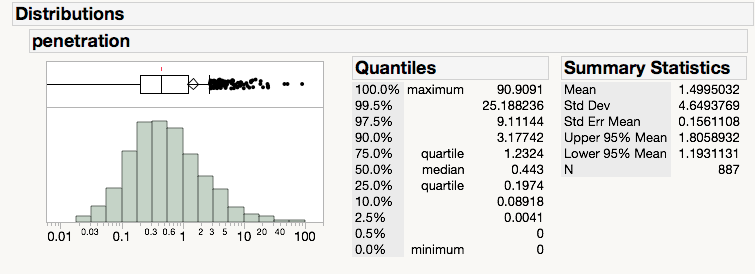 Distributions
penetration
Quantiles
100.0% maximum 90.9091
99.5% 25.188236
97.5% 9.11144
90.0% 3.17742
75.0% quartile 1.2324
50.0% median 0.443
25.0% quartile 0.1974
10.0% 0.08918
2.5% 0.0041
0.5% 0
0.0% minimum 0
Summary Statistics
Mean 1.4995032
Std Dev 4.6493769
Std Err Mean 0.1561108
Upper 95% Mean 1.8058932
Lower 95% Mean 1.1931131
N 887
0.01 0.03 0.1 0.3 0.6 1 2 3 5 10 20 40 100